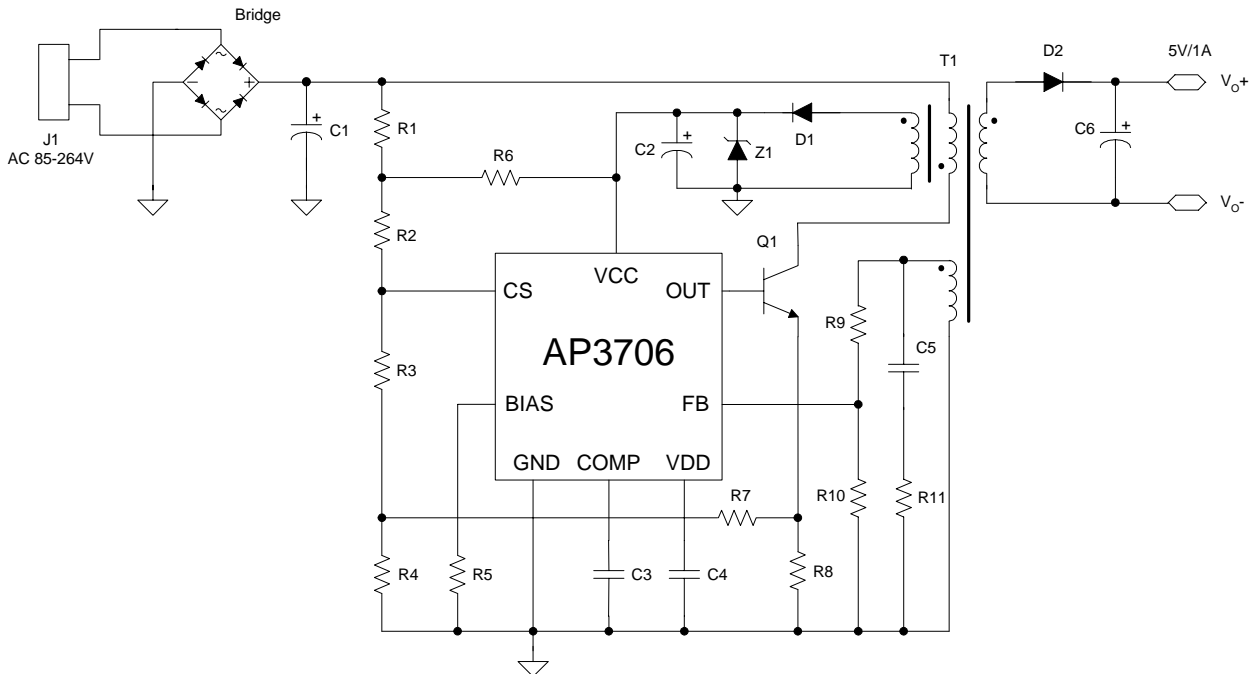 Bridge
D2
5V/1A
T1
V_O+
J1
AC 85-264V
C1
R1
R6
C2
Z1
D1
C6
V_O-
R2
Q1
VCC
CS
OUT
R9
C5
AP3706
R3
BIAS
FB
GND
COMP
VDD
R7
R10
R11
R4
R5
C3
C4
R8
+
+
+
+
−
~
~